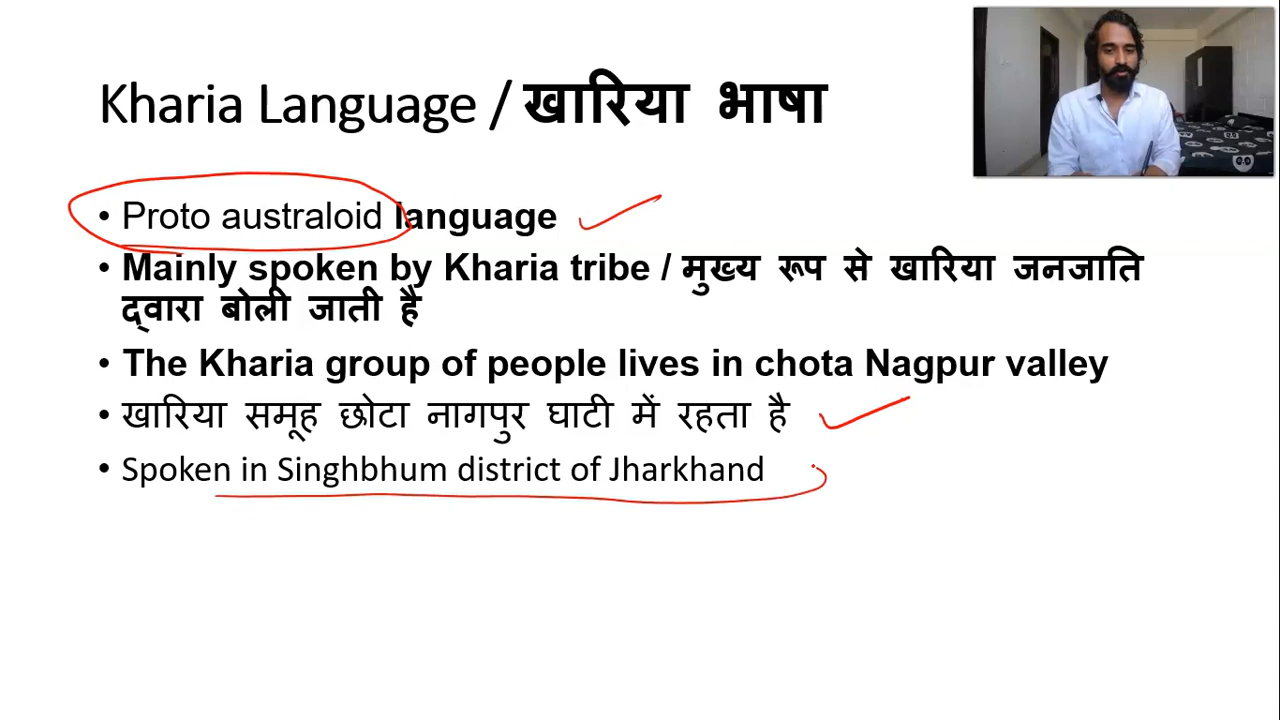 Kharia Language / खारिया भाषा
• Proto australoid language
• Mainly spoken by Kharia tribe / मुख्य रूप से खारिया जनजाति
द्वारा बोली जाती है
• The Kharia group of people lives in chota Nagpur valley
• खारिया समूह छोटा नागपुर घाटी में रहता है
• Spoken in Singhbhum district of Jharkhand